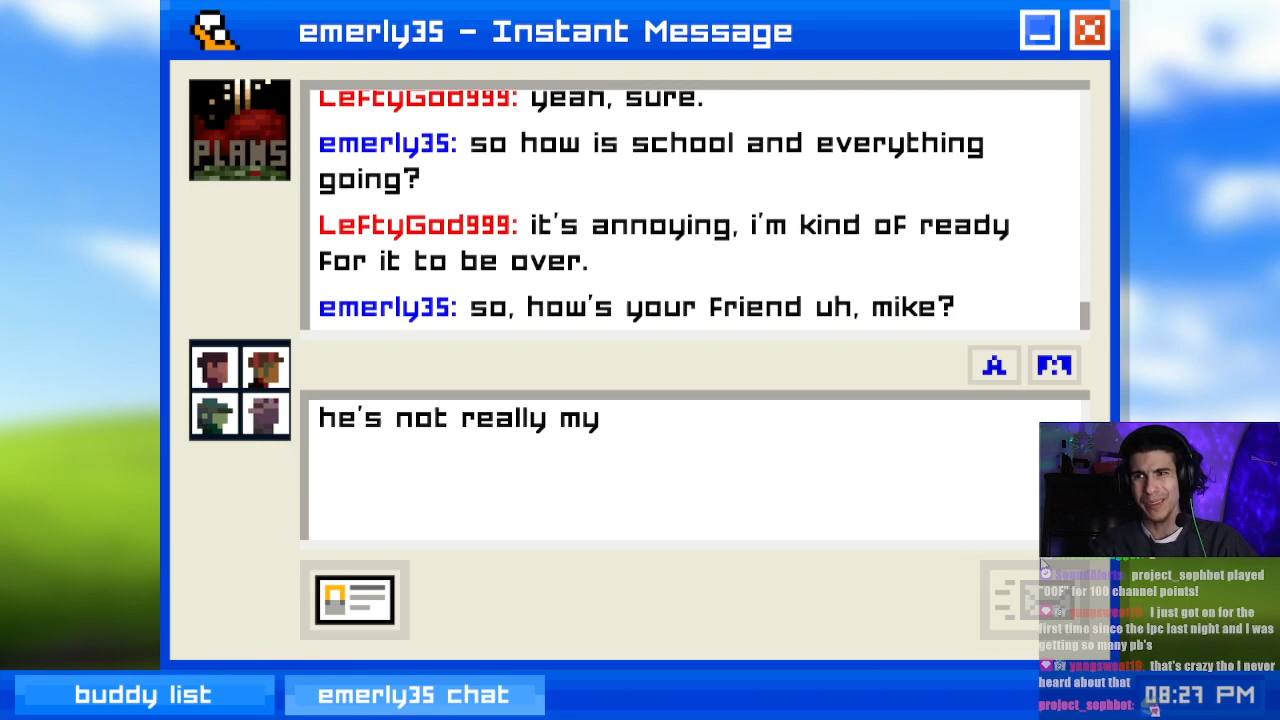 emerly35 - Instant Message
PLAMS
LeftyGod999: yeah, sure.
emerly35: so how is school and everything
going?
LeftyGod999: it's annoying, i'm kind of ready
for it to be over.
emerly35: so, how's your friend uh, mike?
A
he's not really my
project_sophbot played
"OOF" for 100 channel points!
yungsweat19: I just got on for the
first time since the lpc last night and I was
getting so many pb's
yungsweat19: that's crazy tho I never
heard about that
project_sophbot:
buddy list
emerly35 chat
08:27 PM